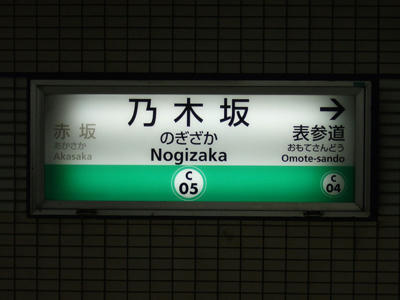 乃木坂
のぎざか
Nogizaka
赤坂
あかさか
Akasaka
→
表参道
おもてさんどう
Omote-sando
C
05
C
04